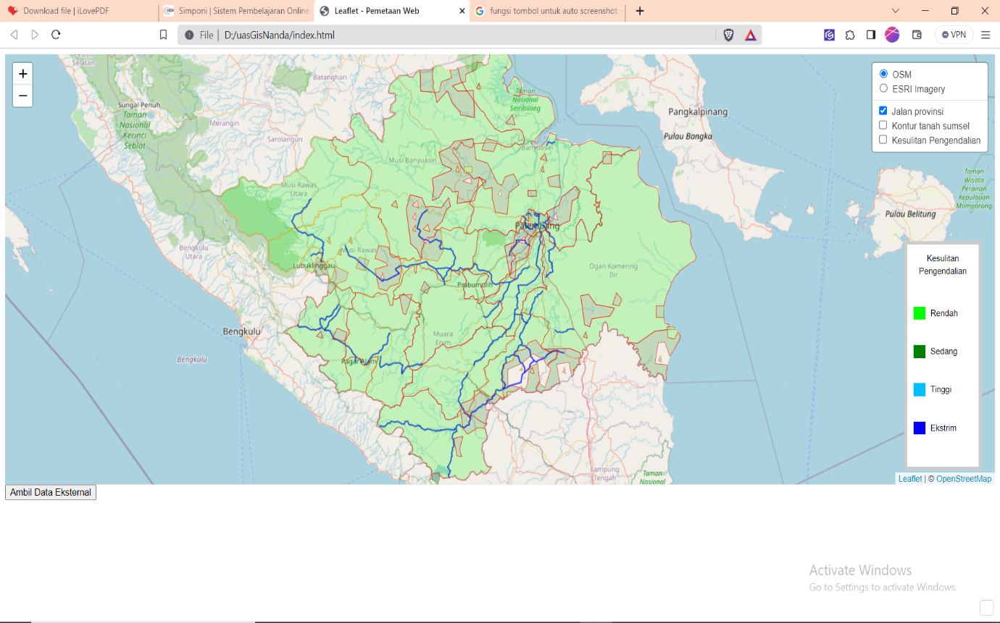 Download file | iLovePDF
Simponi | Sistem Pembelajaran Online
Leaflet - Pemetaan Web
fungsi tombol untuk auto screenshot -
File
D:/uasGisNanda/index.html
VPN
+
−
OSM
ESRI Imagery
Jalan provinsi
Kontur tanah sumsel
Kesulitan Pengendalian
Selatan
Batanghari
Sungai Penuh
Taman
Nasional
Kerinci
Seblat
Merangin
Sarolangun
Taman
Nasional
Sembilang
Pangkalpinang
Pulau Bangka
Banyuasin
Musi Banyuasin
Musi Rawas
Utara
Taman
Wisata
Perairan
Kepulauan
Momparang
Pulau Belitung
Palembang
Bengkulu
Utara
Musi Rawas
Lubuklinggau
Ogan Komering
Ilir
Prabumulih
Muara
Enim
Bengkulu
Bengkulu
Pagar Alam
Lampung
Tengah
Taman
Nasional
Kesulitan
Pengendalian
Rendah
Sedang
Tinggi
Ekstrim
Leaflet | © OpenStreetMap
Ambil Data Eksternal
Activate Windows
Go to Settings to activate Windows.